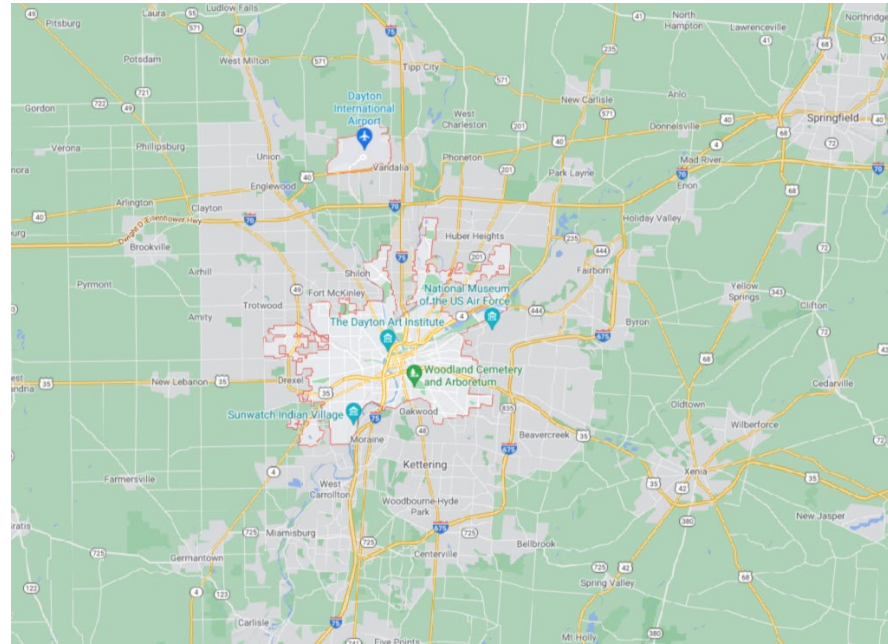 Ludlow Falls
Pitsburg
Laura
North
Hampton
Lawrenceville
Northridge
Potsdam
West Milton
Tipp City
Dayton
International
Airport
New Carlisle
Anlo
Gordon
West
Charleston
Donnelsville
Springfield
Verona
Phillipsburg
Union
Vandalia
Phoneton
Mad River
Englewood
Park Layne
Enon
Arlington
Clayton
Dwight D Eisenhower Hwy
Holiday Valley
Brookville
Huber Heights
Airhill
Shiloh
Fairborn
Pyrmont
Trotwood
Fort McKinley
National Museum
of the US Air Force
Yellow
Springs
Clifton
Amity
The Dayton Art Institute
Byron
New Lebanon
Drexel
Woodland Cemetery
and Arboretum
Cedarville
Sunwatch Indian Village
Oakwood
Oldtown
Wilberforce
Moraine
Beavercreek
Kettering
Xenia
Farmersville
West
Carrollton
Woodbourne-Hyde
Park
New Jasper
Miamisburg
Germantown
Centerville
Bellbrook
Spring Valley
Carlisle
Five Points
Mt Holly